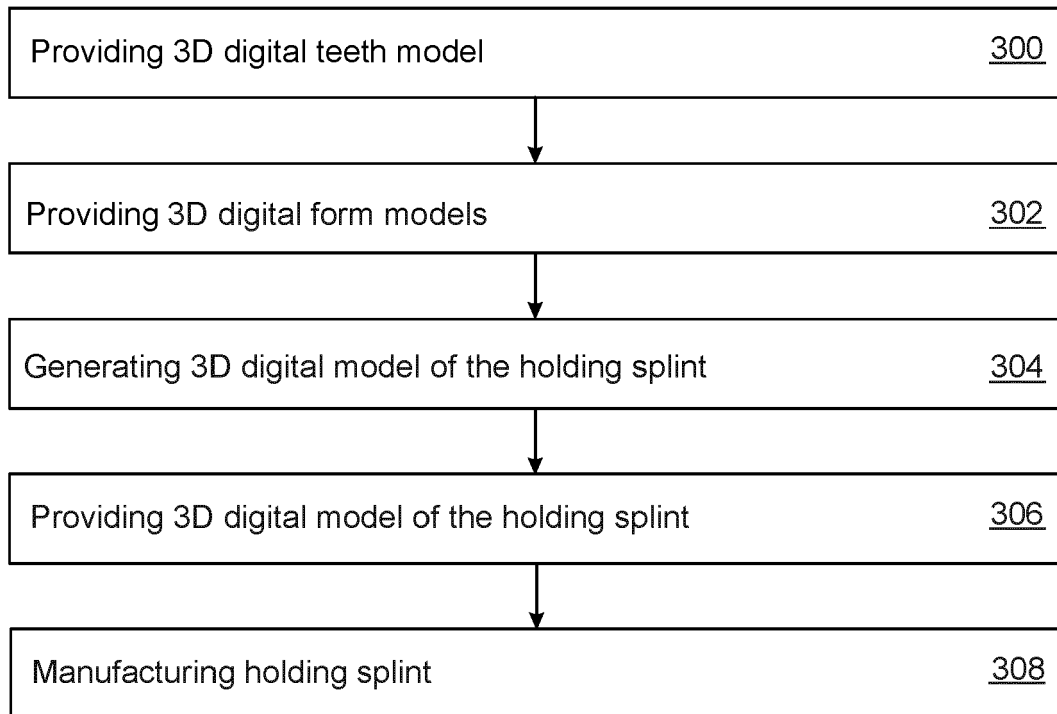 Providing 3D digital teeth model 300
Providing 3D digital form models 302
Generating 3D digital model of the holding splint 304
Providing 3D digital model of the holding splint 306
Manufacturing holding splint 308